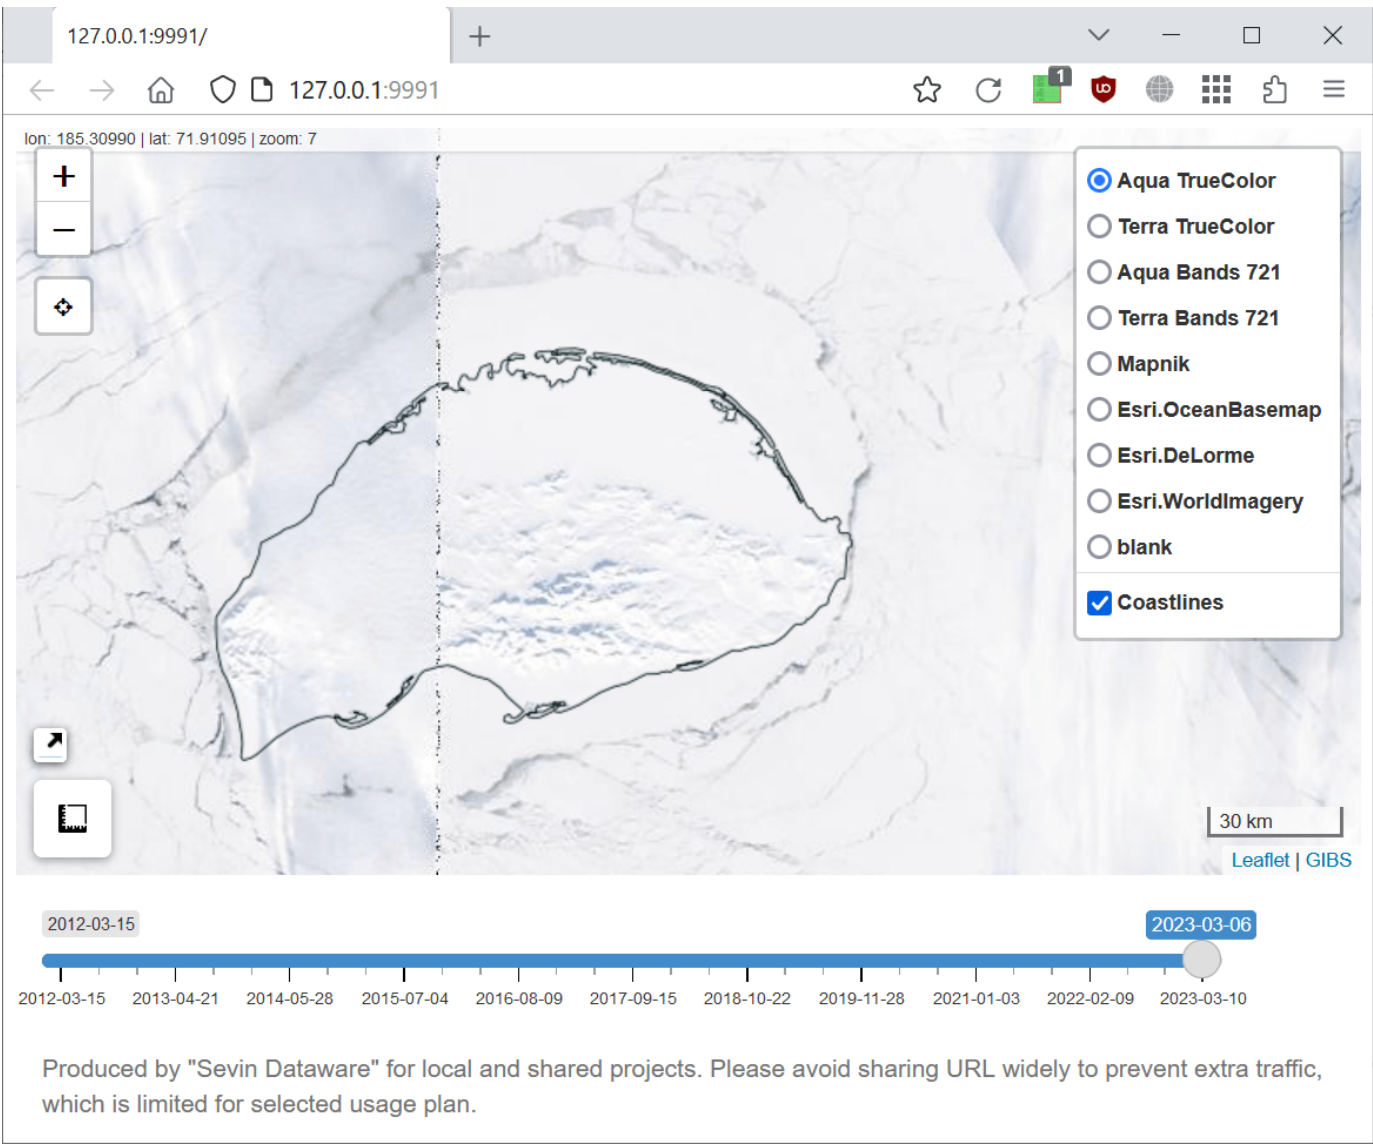 127.0.0.1:9991/
127.0.0.1:9991
1
lon: 185.30990 | lat: 71.91095 | zoom: 7
+
−
Aqua TrueColor
Terra TrueColor
Aqua Bands 721
Terra Bands 721
Mapnik
Esri.OceanBasemap
Esri.DeLorme
Esri.WorldImagery
blank
Coastlines
30 km
Leaflet | GIBS
2012-03-15 2023-03-06
2012-03-15 2013-04-21 2014-05-28 2015-07-04 2016-08-09 2017-09-15 2018-10-22 2019-11-28 2021-01-03 2022-02-09 2023-03-10
Produced by "Sevin Dataware" for local and shared projects. Please avoid sharing URL widely to prevent extra traffic,
which is limited for selected usage plan.